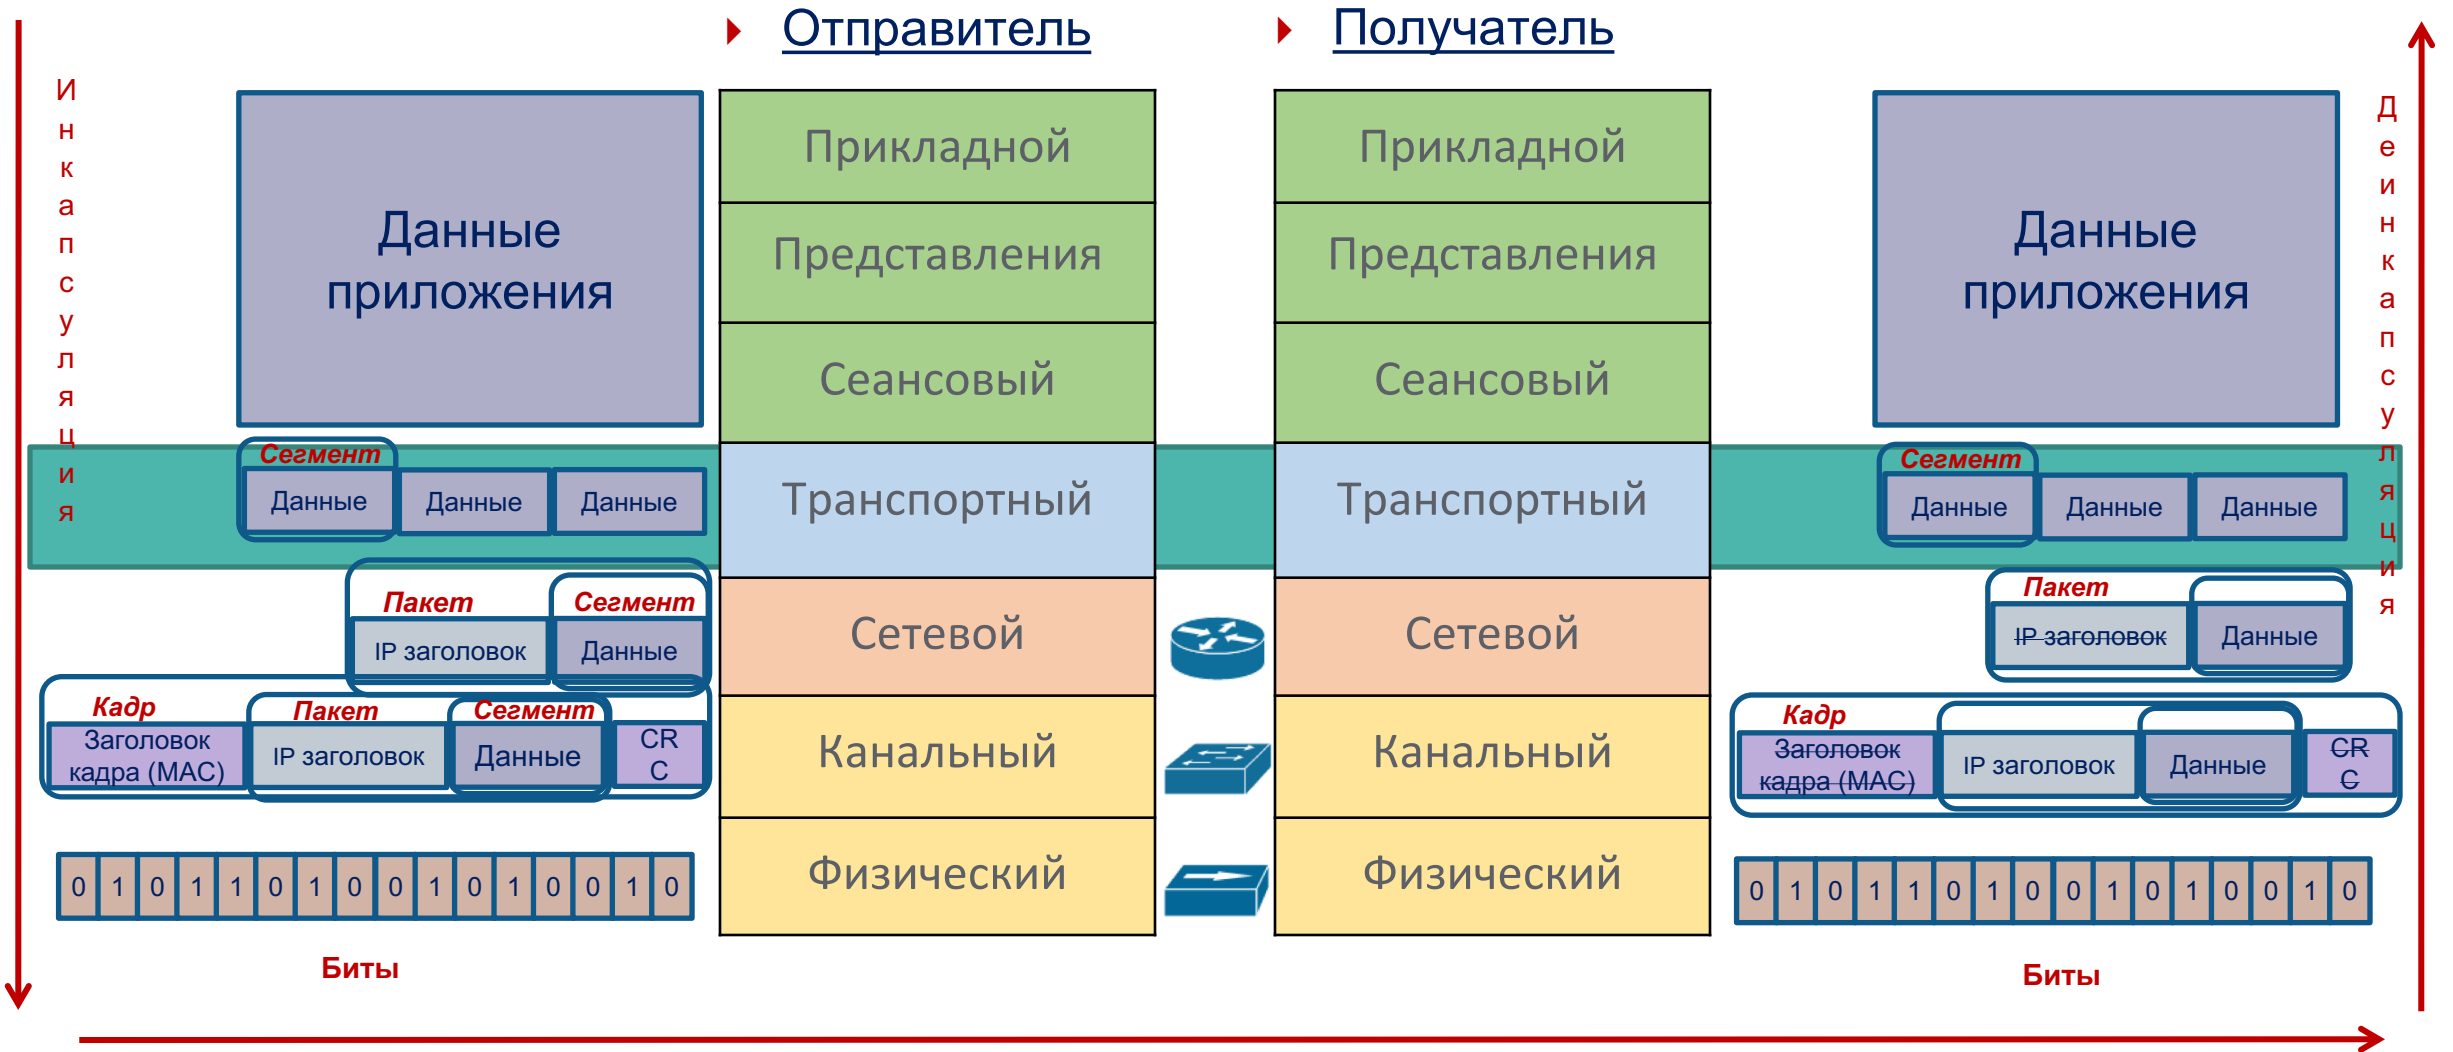 Отправитель
Получатель
Инкапсуляция
Данные
приложения
Прикладной
Представления
Сеансовый
Транспортный
Сетевой
Канальный
Физический
Прикладной
Представления
Сеансовый
Транспортный
Сетевой
Канальный
Физический
Данные
приложения
Деинкапсуляция
Сегмент
Данные
Данные
Данные
Пакет
Сегмент
IP заголовок
Данные
Кадр
Пакет
Сегмент
Заголовок
кадра (MAC)
IP заголовок
Данные
CR
C
0 1 0 1 1 0 1 0 0 1 0 1 0 0 1 0
Биты
Сегмент
Данные
Данные
Данные
Пакет
IP заголовок
Данные
Кадр
Заголовок
кадра (MAC)
IP заголовок
Данные
CR
C
0 1 0 1 1 0 1 0 0 1 0 1 0 0 1 0
Биты